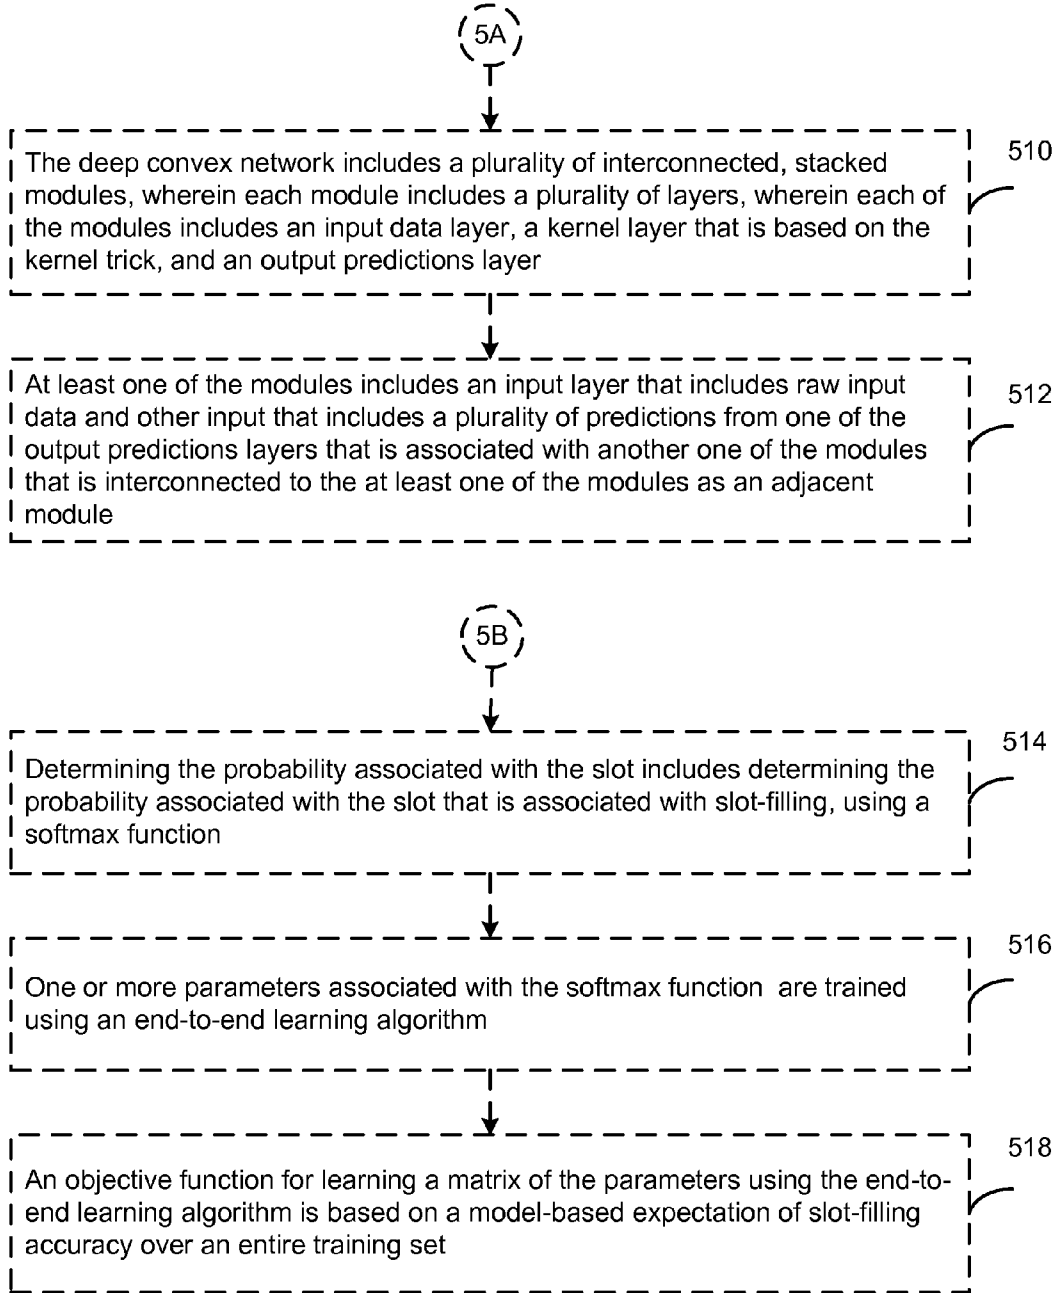 5A
510
The deep convex network includes a plurality of interconnected, stacked
modules, wherein each module includes a plurality of layers, wherein each of
the modules includes an input data layer, a kernel layer that is based on the
kernel trick, and an output predictions layer
512
At least one of the modules includes an input layer that includes raw input
data and other input that includes a plurality of predictions from one of the
output predictions layers that is associated with another one of the modules
that is interconnected to the at least one of the modules as an adjacent
module
5B
514
Determining the probability associated with the slot includes determining the
probability associated with the slot that is associated with slot-filling, using a
softmax function
516
One or more parameters associated with the softmax function  are trained
using an end-to-end learning algorithm
518
An objective function for learning a matrix of the parameters using the end-to-
end learning algorithm is based on a model-based expectation of slot-filling
accuracy over an entire training set